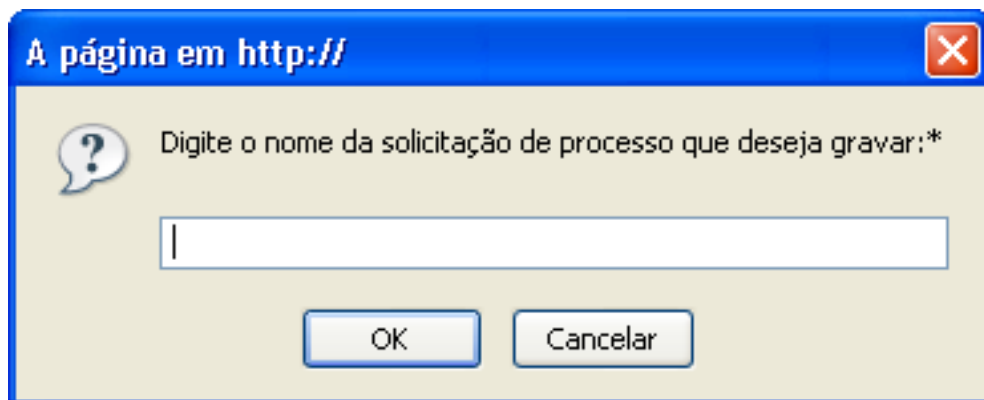 A página em http://
Digite o nome da solicitação de processo que deseja gravar:*
OK
Cancelar